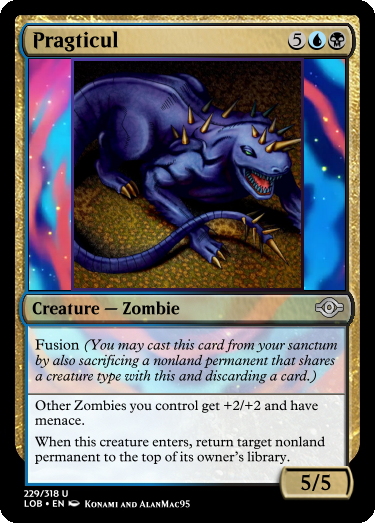 Pragticul 5
Creature — Zombie
Fusion (You may cast this card from your sanctum
by also sacrificing a nonland permanent that shares
a creature type with this and discarding a card.)
Other Zombies you control get +2/+2 and have
menace.
When this creature enters, return target nonland
permanent to the top of its owner's library.
5/5
229/318 U
LOB • EN Konami and AlanMac95